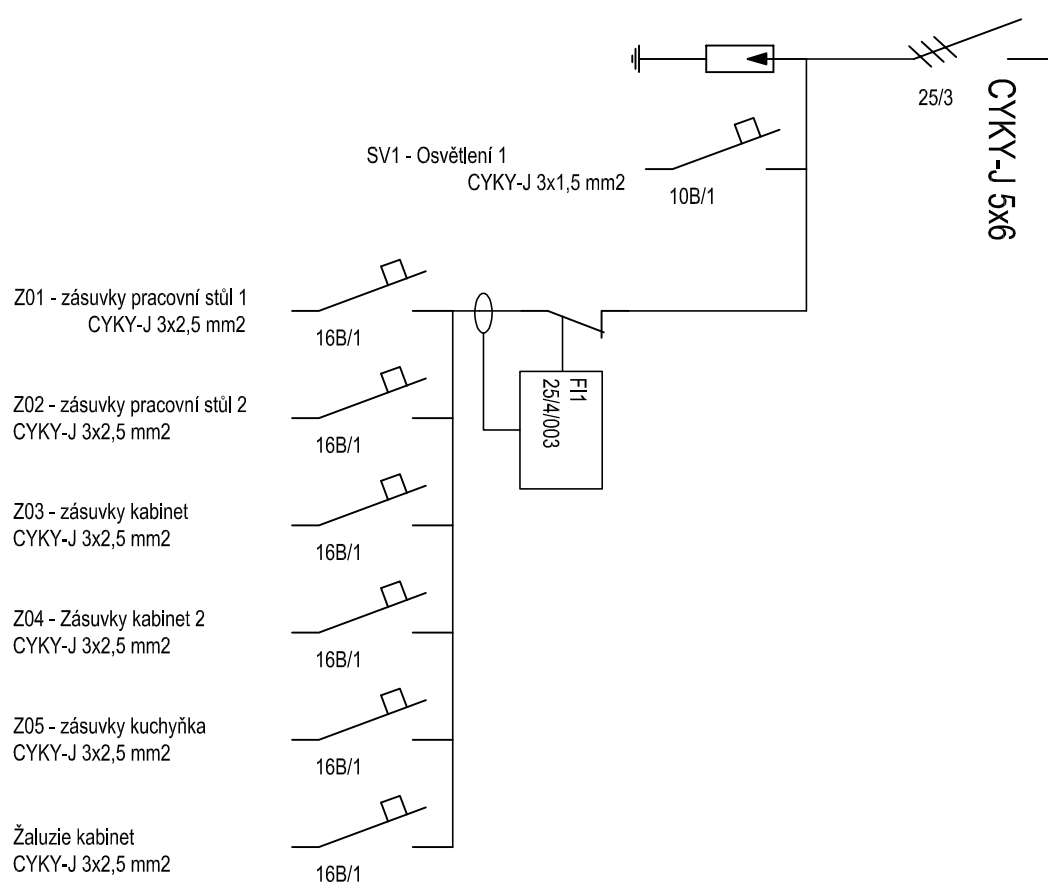 25/3
CYKY-J 5x6
SV1 - Osvětlení 1
CYKY-J 3x1,5 mm2
10B/1
Z01 - zásuvky pracovní stůl 1
CYKY-J 3x2,5 mm2
16B/1
FI1
25/4/003
Z02 - zásuvky pracovní stůl 2
CYKY-J 3x2,5 mm2
16B/1
Z03 - zásuvky kabinet
CYKY-J 3x2,5 mm2
16B/1
Z04 - Zásuvky kabinet 2
CYKY-J 3x2,5 mm2
16B/1
Z05 - zásuvky kuchyňka
CYKY-J 3x2,5 mm2
16B/1
Žaluzie kabinet
CYKY-J 3x2,5 mm2
16B/1